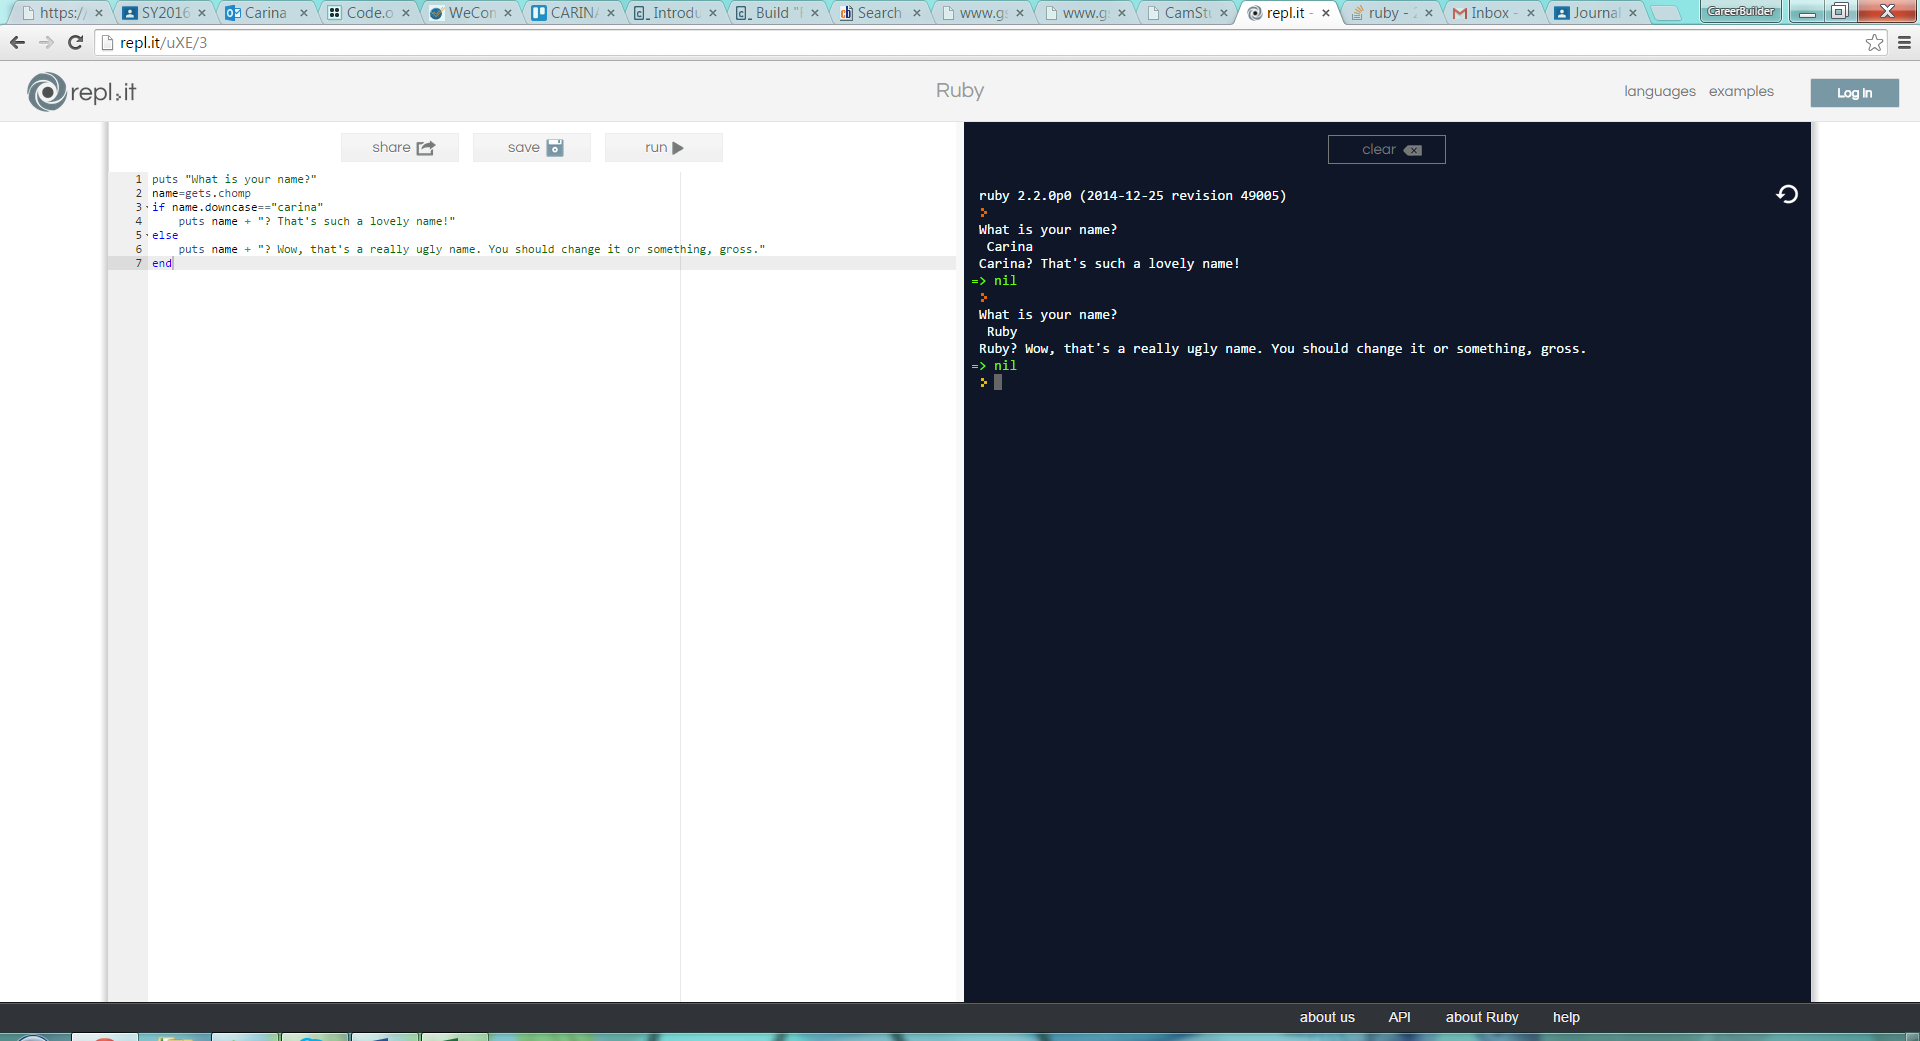 https:/
SY2016
Carina
Code.o
WeCon
CARIN
Introdu
Build "
Search
www.g
www.g
CamStu
repl.it -
ruby -
Inbox -
Journal
CareerBuilder
repl.it/uXE/3
repl.it
Ruby
languages examples
Log In
share
save
run
clear
1 puts "What is your name?"
2 name=gets.chomp
3 if name.downcase=="carina"
4 puts name + "? That's such a lovely name!"
5 else
6 puts name + "? Wow, that's a really ugly name. You should change it or something, gross."
7 end
ruby 2.2.0p0 (2014-12-25 revision 49005)
What is your name?
Carina
Carina? That's such a lovely name!
=> nil
What is your name?
Ruby
Ruby? Wow, that's a really ugly name. You should change it or something, gross.
=> nil
about us API about Ruby help